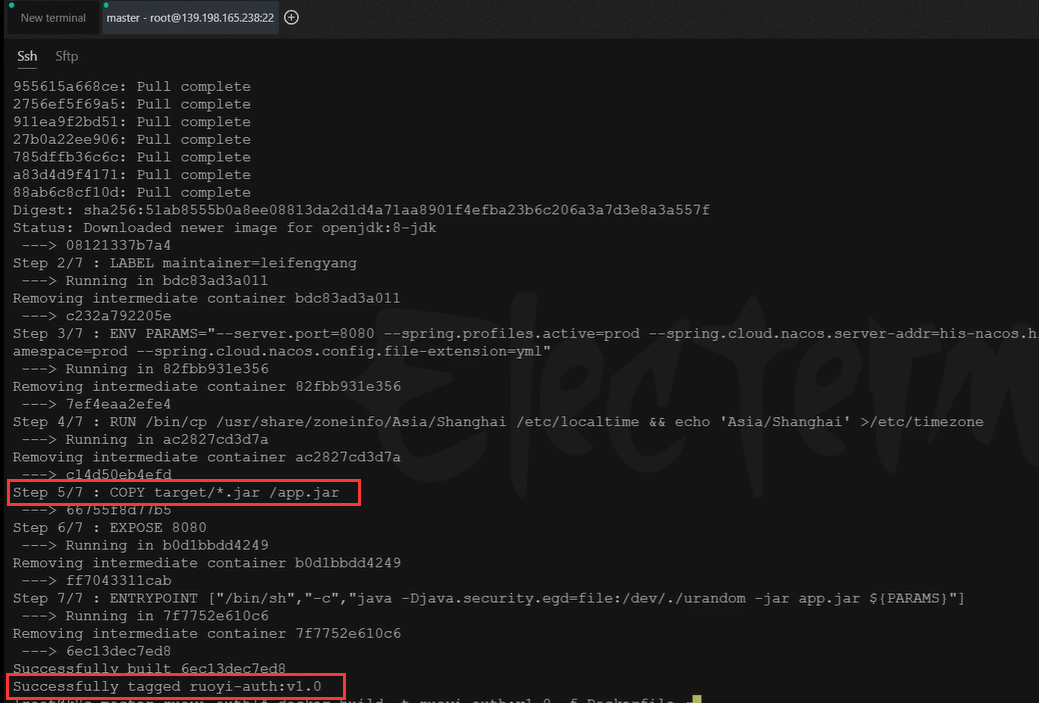 New terminal
master - root@139.198.165.238:22
Ssh Sftp
955615a668ce: Pull complete
2756ef5f69a5: Pull complete
911ea9f2bd51: Pull complete
27b0a22ee906: Pull complete
785dffb36c6c: Pull complete
a83d4d9f4171: Pull complete
88ab6c8cf10d: Pull complete
Digest: sha256:51ab8555b0a8ee08813da2d1d4a71aa8901f4efba23b6c206a3a7d3e8a3a557f
Status: Downloaded newer image for openjdk:8-jdk
---> 08121337b7a4
Step 2/7 : LABEL maintainer=leifengyang
---> Running in bdc83ad3a011
Removing intermediate container bdc83ad3a011
---> c232a792205e
Step 3/7 : ENV PARAMS="--server.port=8080 --spring.profiles.active=prod --spring.cloud.nacos.server-addr=his-nacos.h
amespace=prod --spring.cloud.nacos.config.file-extension=yml"
---> Running in 82fbb931e356
Removing intermediate container 82fbb931e356
---> 7ef4eaa2efe4
Step 4/7 : RUN /bin/cp /usr/share/zoneinfo/Asia/Shanghai /etc/localtime && echo 'Asia/Shanghai' >/etc/timezone
---> Running in ac2827cd3d7a
Removing intermediate container ac2827cd3d7a
---> c14d50eb4efd
Step 5/7 : COPY target/*.jar /app.jar
---> 66755f8d77b5
Step 6/7 : EXPOSE 8080
---> Running in b0d1bbdd4249
Removing intermediate container b0d1bbdd4249
---> ff7043311cab
Step 7/7 : ENTRYPOINT ["/bin/sh","-c","java -Djava.security.egd=file:/dev/./urandom -jar app.jar ${PARAMS}"]
---> Running in 7f7752e610c6
Removing intermediate container 7f7752e610c6
---> 6ec13dec7ed8
Successfully built 6ec13dec7ed8
Successfully tagged ruoyi-auth:v1.0